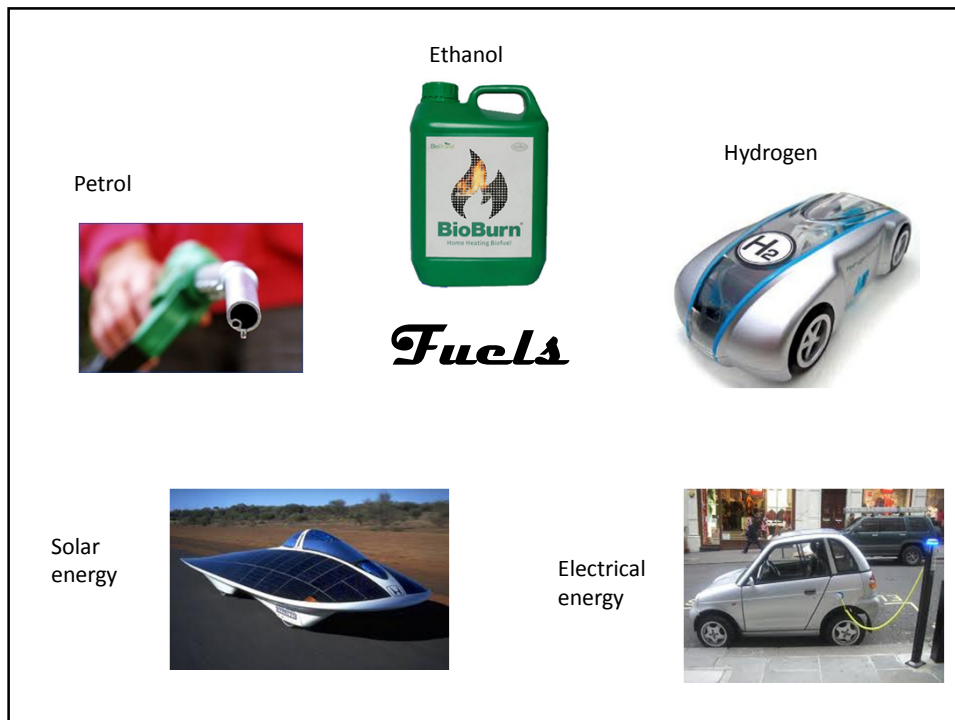 Ethanol
Hydrogen
Petrol
BioBurn
Home Heating Biofuel
H2
Fuels
Solar
energy
Electrical
energy